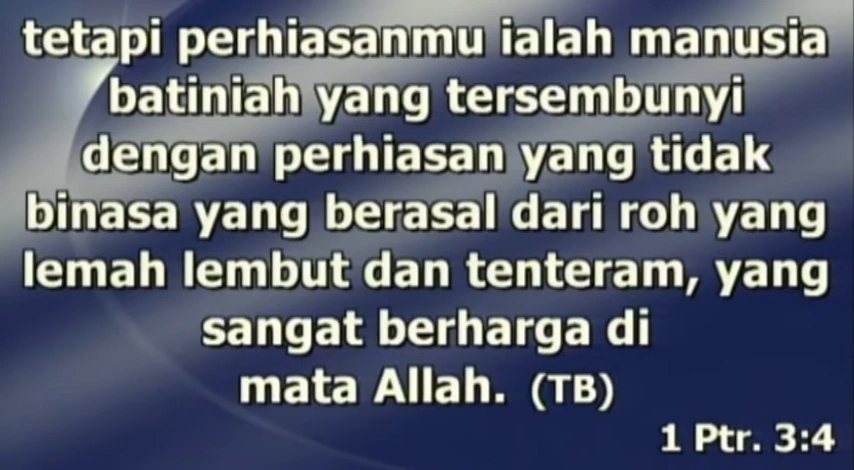 tetapi perhiasanmu ialah manusia
batiniah yang tersembunyi
dengan perhiasan yang tidak
binasa yang berasal dari roh yang
lemah lembut dan tenteram, yang
sangat berharga di
mata Allah. (TB)
1 Ptr. 3:4